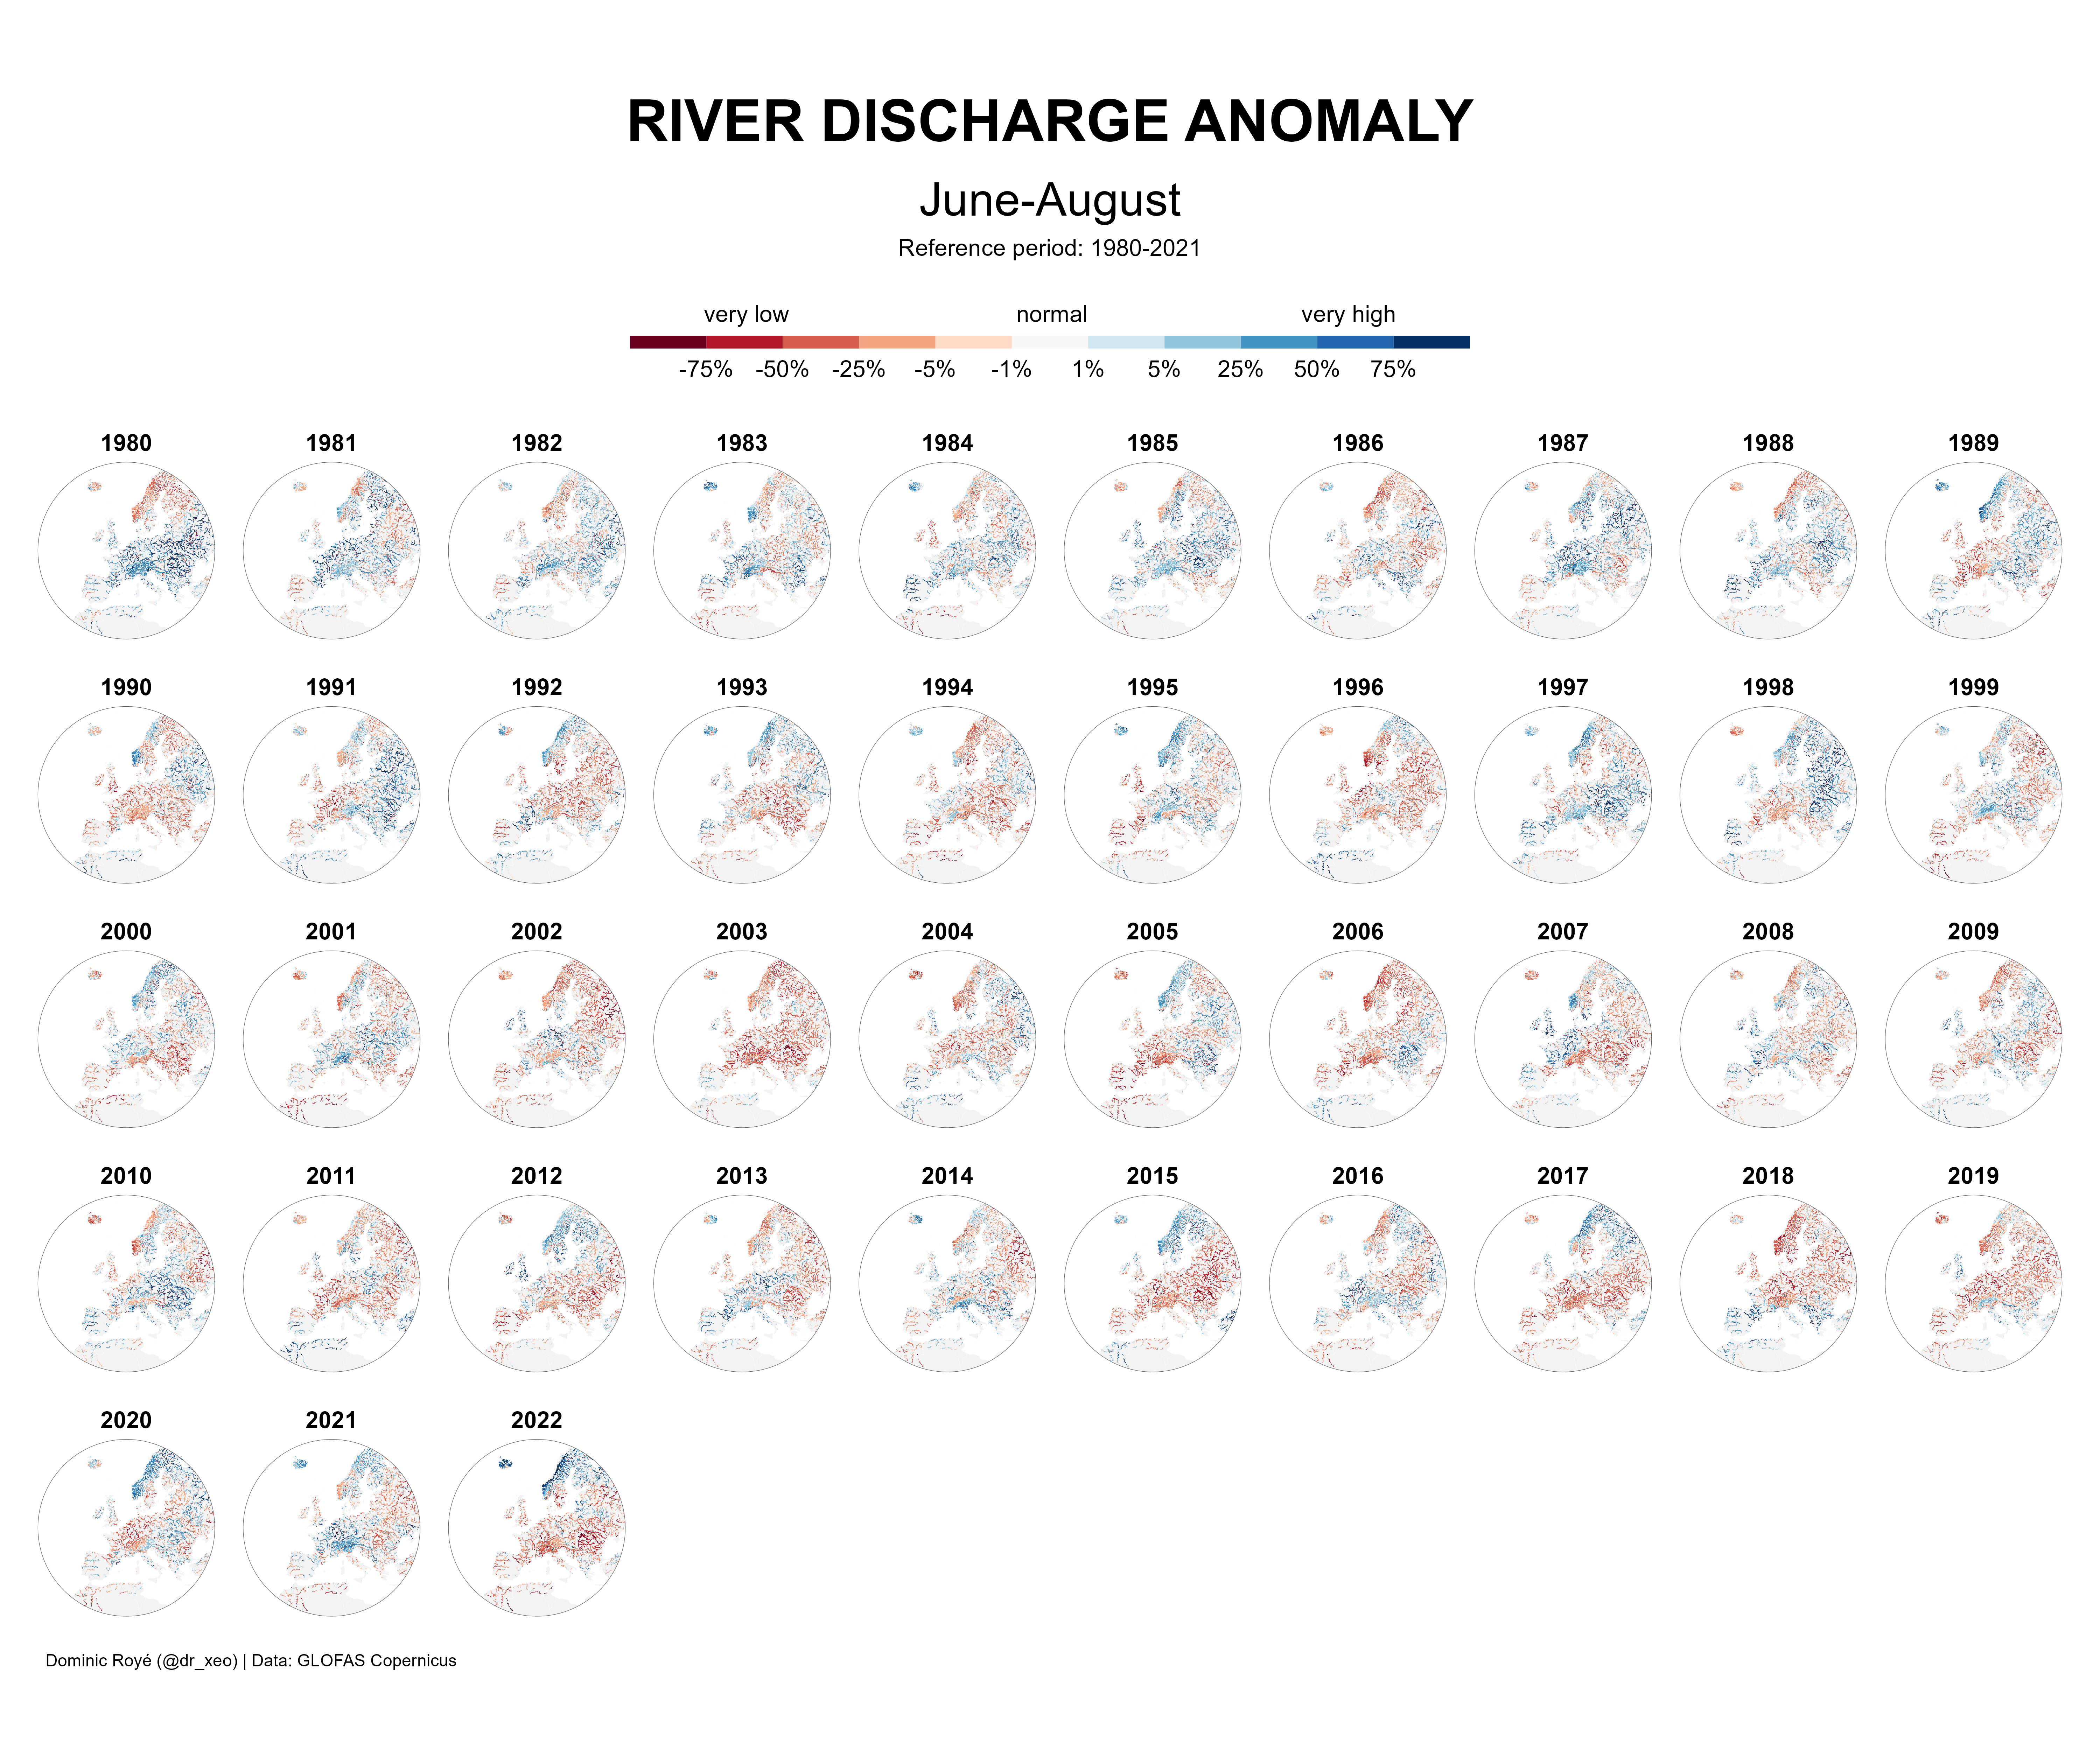 RIVER DISCHARGE ANOMALY
June-August
Reference period: 1980-2021
very low normal very high
-75% -50% -25% -5% -1% 1% 5% 25% 50% 75%
1980 1981 1982 1983 1984 1985 1986 1987 1988 1989
1990 1991 1992 1993 1994 1995 1996 1997 1998 1999
2000 2001 2002 2003 2004 2005 2006 2007 2008 2009
2010 2011 2012 2013 2014 2015 2016 2017 2018 2019
2020 2021 2022
Dominic Royé (@dr_xeo) | Data: GLOFAS Copernicus